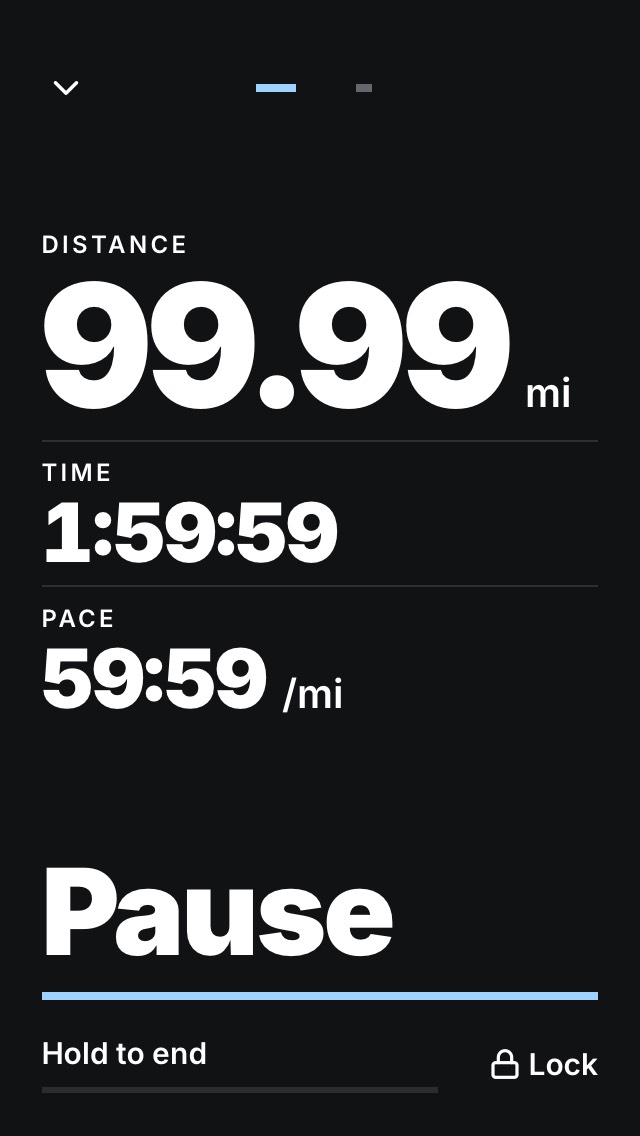 DISTANCE
99.99 mi
TIME
1:59:59
PACE
59:59 /mi
Pause
Hold to end
Lock